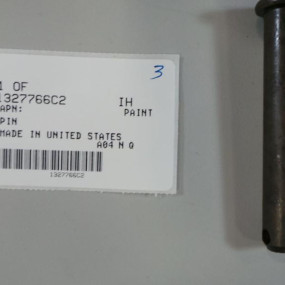 3
1 OF
1327766C2 IH
APN: PAINT
PIN
MADE IN UNITED STATES
A04 N Q
1327766C2